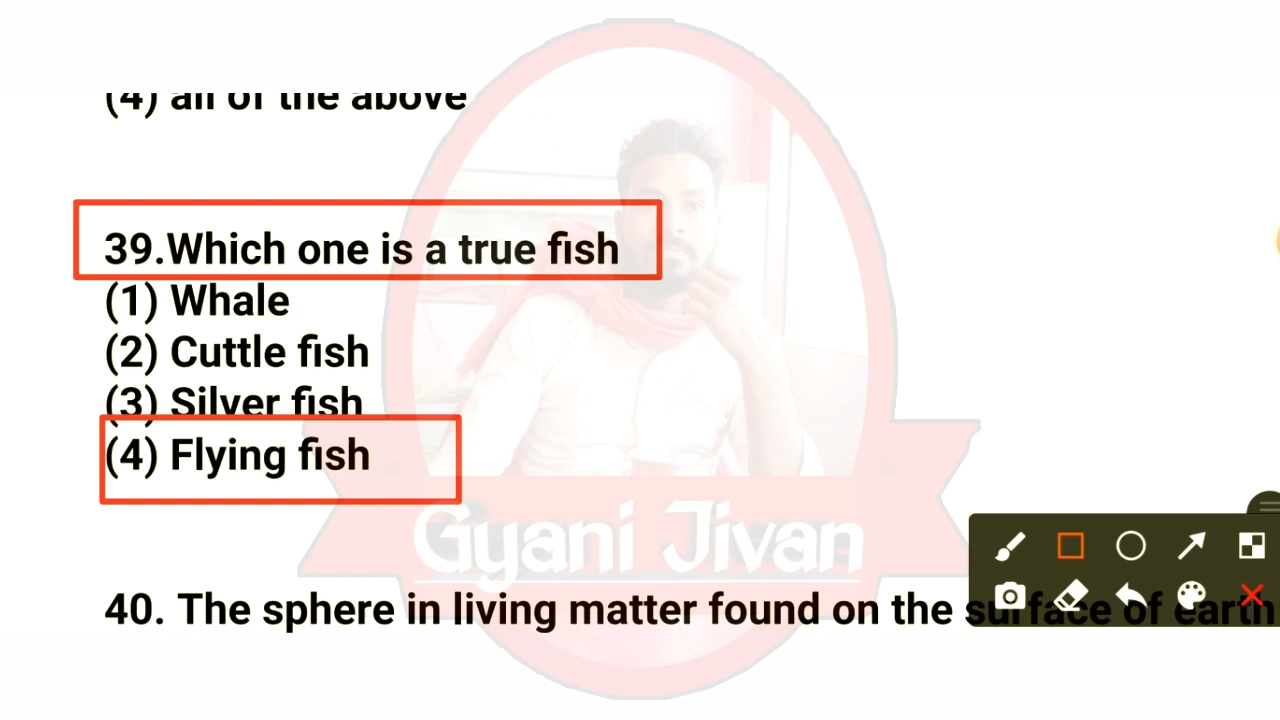 (4) all of the above
39.Which one is a true fish
(1) Whale
(2) Cuttle fish
(3) Silver fish
(4) Flying fish
Gyani Jivan
40. The sphere in living matter found on the surface of earth